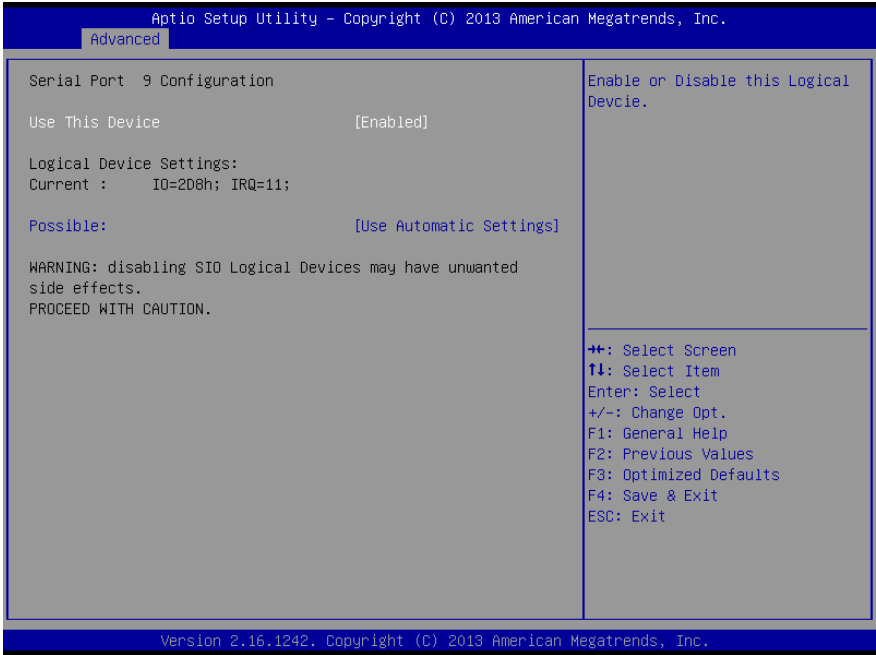 Aptio Setup Utility – Copyright (C) 2013 American Megatrends, Inc.
Advanced
Serial Port  9 Configuration
Use This Device [Enabled]
Logical Device Settings:
Current :     IO=2D8h; IRQ=11;
Possible: [Use Automatic Settings]
WARNING: disabling SIO Logical Devices may have unwanted
side effects.
PROCEED WITH CAUTION.
Enable or Disable this Logical
Devcie.
→←: Select Screen
↑↓: Select Item
Enter: Select
+/-: Change Opt.
F1: General Help
F2: Previous Values
F3: Optimized Defaults
F4: Save & Exit
ESC: Exit
Version 2.16.1242. Copyright (C) 2013 American Megatrends, Inc.